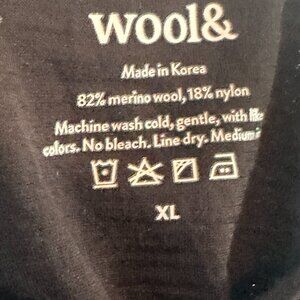 wool&
Made in Korea
82% merino wool, 18% nylon
Machine wash cold, gentle, with like
colors. No bleach. Line dry. Medium
XL